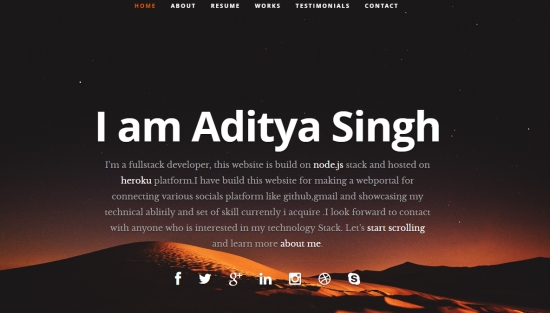 HOME ABOUT RESUME WORKS TESTIMONIALS CONTACT
I am Aditya Singh
I'm a fullstack developer, this website is build on node.js stack and hosted on
heroku platform.I have build this website for making a webportal for
connecting various socials platform like github,gmail and showcasing my
technical ablitily and set of skill currently i acquire .I look forward to contact
with anyone who is interested in my technology Stack. Let's start scrolling
and learn more about me.